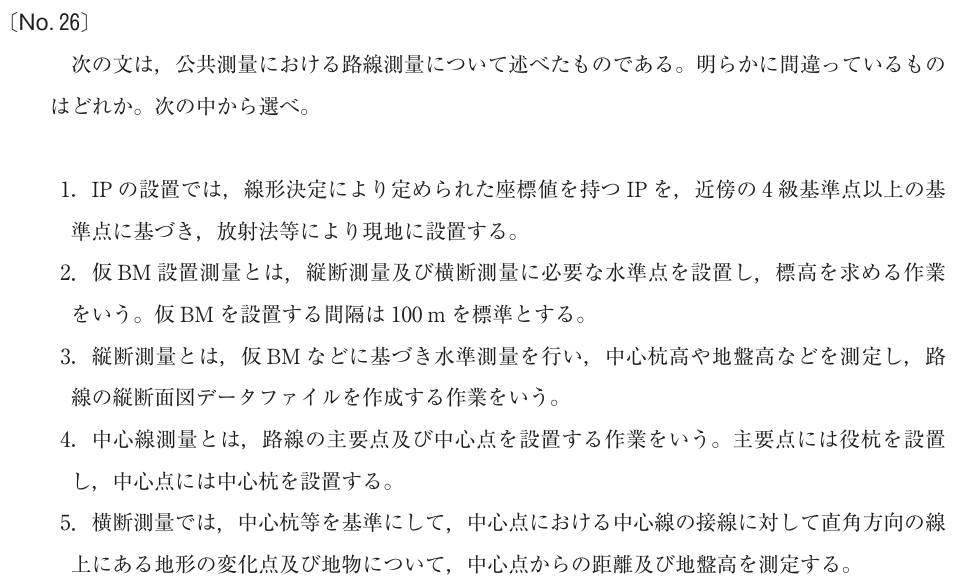 〔No. 26〕
次の文は，公共測量における路線測量について述べたものである。明らかに間違っているもの
はどれか。次の中から選べ。
1．IP の設置では，線形決定により定められた座標値を持つ IP を，近傍の 4 級基準点以上の基
準点に基づき，放射法等により現地に設置する。
2．仮 BM 設置測量とは，縦断測量及び横断測量に必要な水準点を設置し，標高を求める作業
をいう。仮 BM を設置する間隔は 100 m を標準とする。
3．縦断測量とは，仮 BM などに基づき水準測量を行い，中心杭高や地盤高などを測定し，路
線の縦断面図データファイルを作成する作業をいう。
4．中心線測量とは，路線の主要点及び中心点を設置する作業をいう。主要点には役杭を設置
し，中心点には中心杭を設置する。
5．横断測量では，中心杭等を基準にして，中心点における中心線の接線に対して直角方向の線
上にある地形の変化点及び地物について，中心点からの距離及び地盤高を測定する。